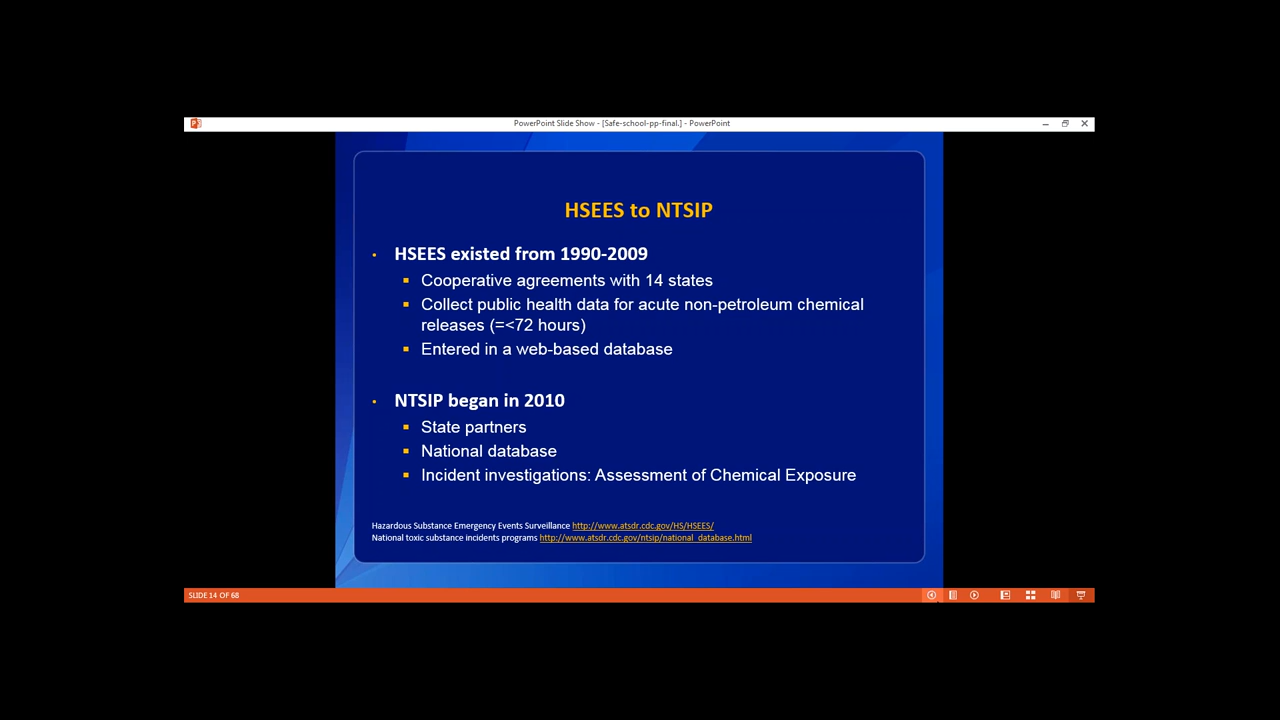 PowerPoint Slide Show - [Safe-school-pp-final.] - PowerPoint
HSEES to NTSIP
HSEES existed from 1990-2009
Cooperative agreements with 14 states
Collect public health data for acute non-petroleum chemical
releases (=<72 hours)
Entered in a web-based database
NTSIP began in 2010
State partners
National database
Incident investigations: Assessment of Chemical Exposure
Hazardous Substance Emergency Events Surveillance http://www.atsdr.cdc.gov/HS/HSEES/
National toxic substance incidents programs http://www.atsdr.cdc.gov/ntsip/national_database.html
SLIDE 14 OF 68